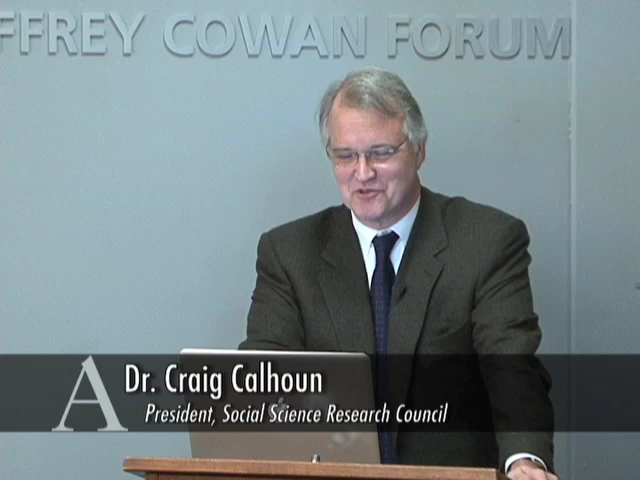 FFREY COWAN FORUM
A
Dr. Craig Calhoun
President, Social Science Research Council